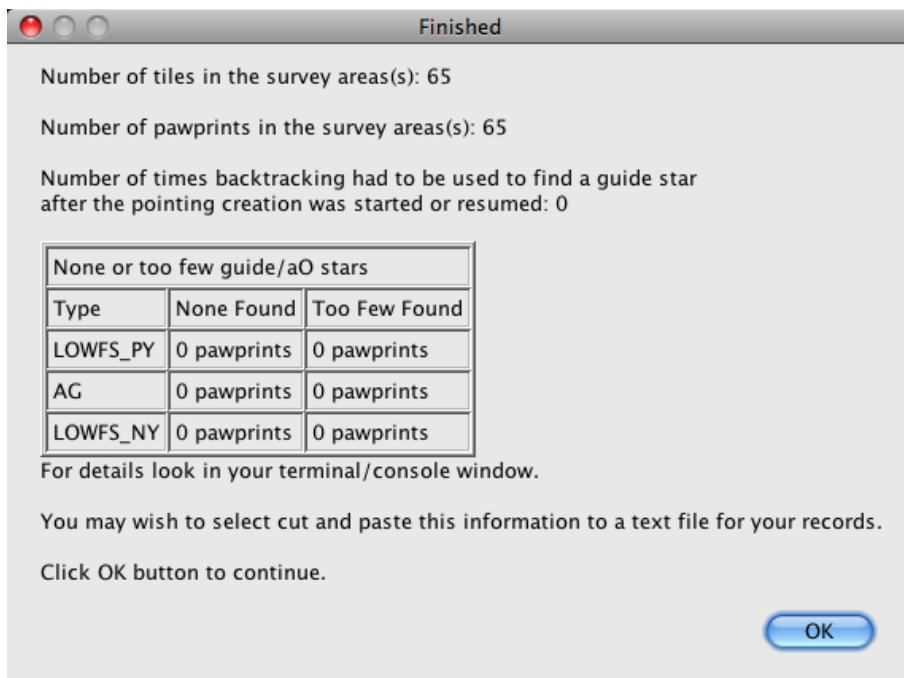 Finished
Number of tiles in the survey areas(s): 65
Number of pawprints in the survey areas(s): 65
Number of times backtracking had to be used to find a guide star
after the pointing creation was started or resumed: 0
None or too few guide/aO stars
Type None Found Too Few Found
LOWFS_PY 0 pawprints 0 pawprints
AG 0 pawprints 0 pawprints
LOWFS_NY 0 pawprints 0 pawprints
For details look in your terminal/console window.
You may wish to select cut and paste this information to a text file for your records.
Click OK button to continue.
OK